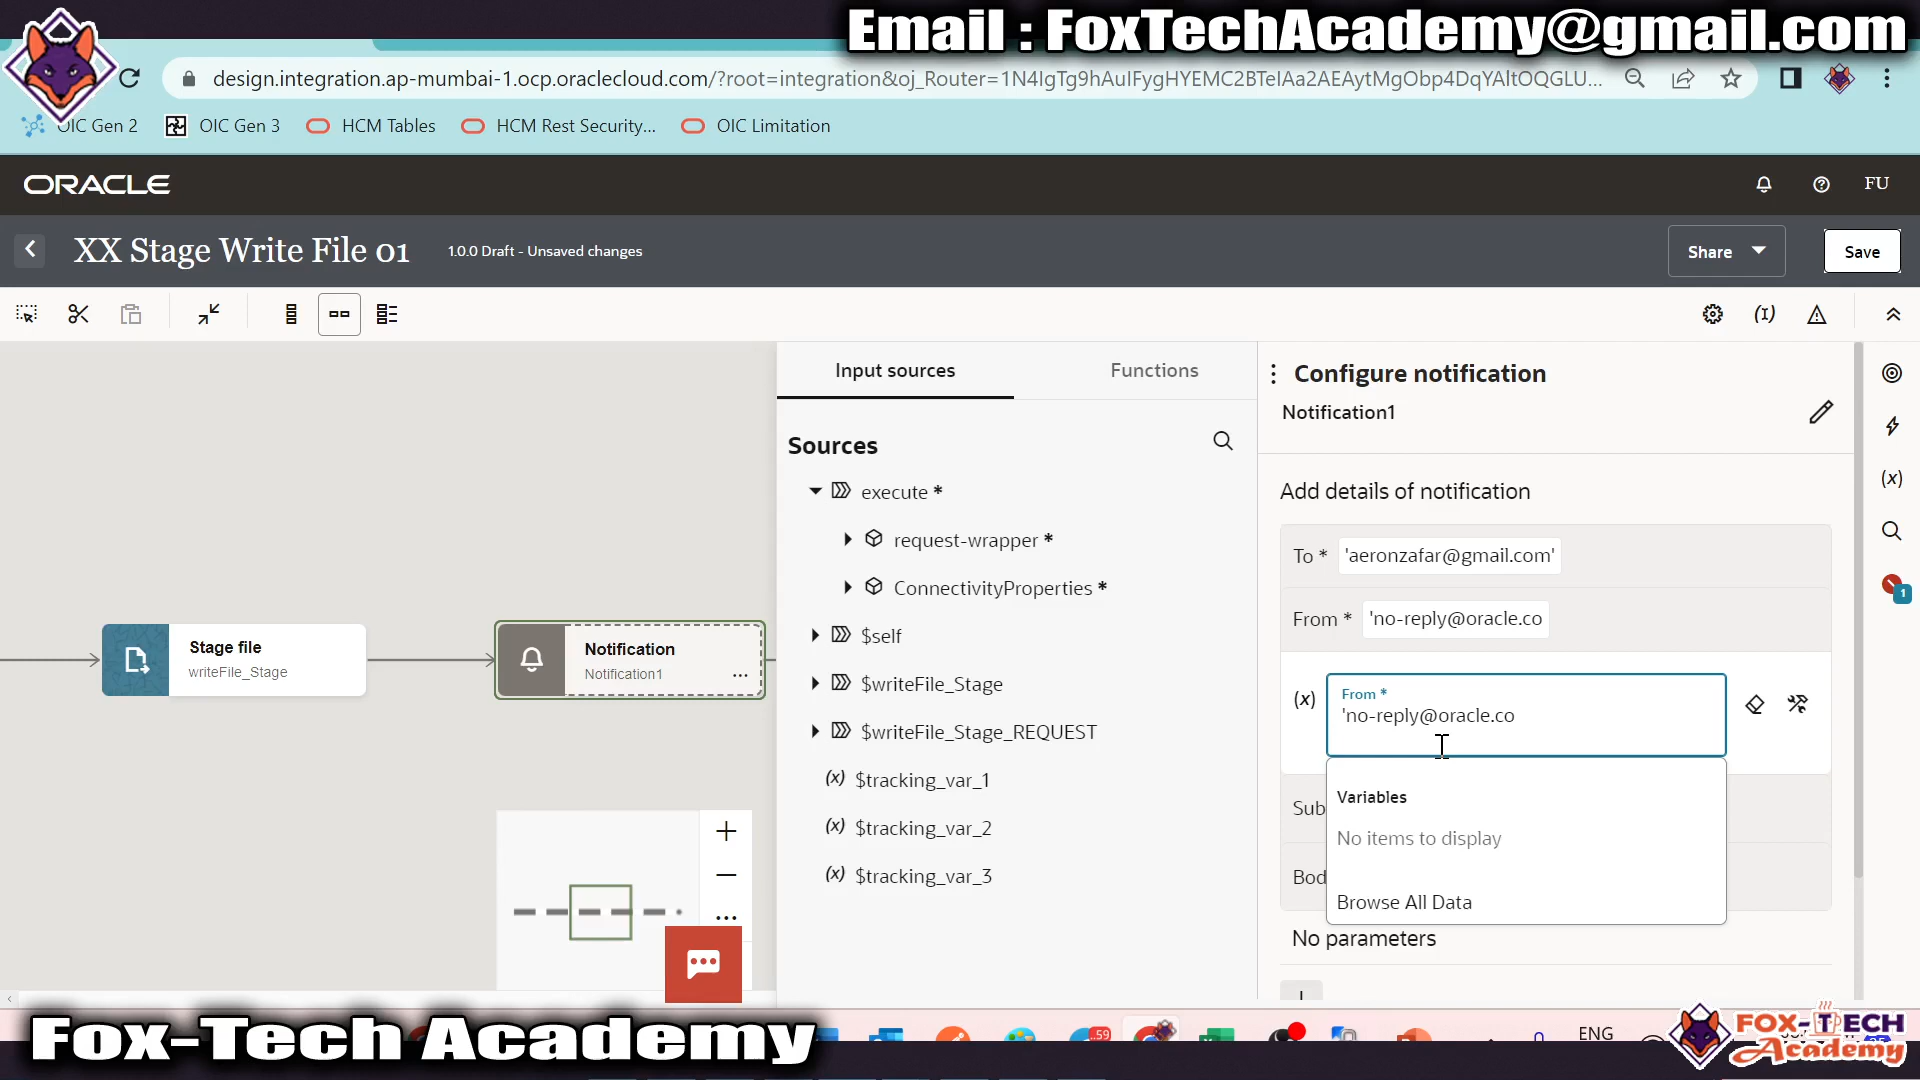 Email : FoxTechAcademy@gmail.com
design.integration.ap-mumbai-1.ocp.oraclecloud.com/?root=integration&oj_Router=1N4IgTg9hAuIFygHYEMC2BTeIAa2AEAytMgObp4DqYAltOQGLU...
OIC Gen 2
OIC Gen 3
HCM Tables
HCM Rest Security...
OIC Limitation
ORACLE
FU
XX Stage Write File 01
1.0.0 Draft - Unsaved changes
Share
Save
Input sources
Functions
Configure notification
Notification1
Sources
execute *
request-wrapper *
ConnectivityProperties *
$self
$writeFile_Stage
$writeFile_Stage_REQUEST
(x) $tracking_var_1
(x) $tracking_var_2
(x) $tracking_var_3
Stage file
writeFile_Stage
Notification
Notification1
Add details of notification
To * 'aeronzafar@gmail.com'
From * 'no-reply@oracle.co
(x)
From *
'no-reply@oracle.co
Sub
Bod
Variables
No items to display
Browse All Data
No parameters
(x)
1
.59
ENG
Fox-Tech Academy
FOX-TECH
Academy